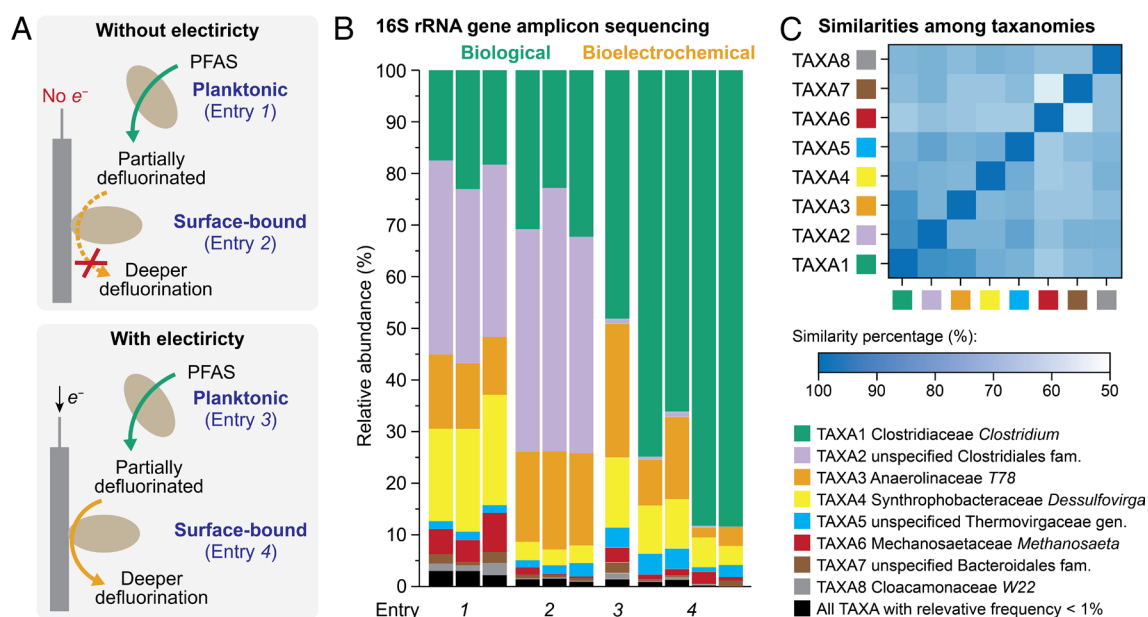 A
Without electiricty
PFAS
Planktonic
(Entry 1)
No e−
Partially
defluorinated
Surface-bound
(Entry 2)
Deeper
defluorination
With electiricty
PFAS
e−
Planktonic
(Entry 3)
Partially
defluorinated
Surface-bound
(Entry 4)
Deeper
defluorination
B 16S rRNA gene amplicon sequencing
Biological Bioelectrochemical
Relative abundance (%)
100
90
80
70
60
50
40
30
20
10
0
Entry 1 2 3 4
C Similarities among taxanomies
TAXA8
TAXA7
TAXA6
TAXA5
TAXA4
TAXA3
TAXA2
TAXA1
Similarity percentage (%):
100 90 80 70 60 50
TAXA1 Clostridiaceae Clostridium
TAXA2 unspecified Clostridiales fam.
TAXA3 Anaerolinaceae T78
TAXA4 Synthrophobacteraceae Dessulfovirga
TAXA5 unspecificed Thermovirgaceae gen.
TAXA6 Mechanosaetaceae Methanosaeta
TAXA7 unspecified Bacteroidales fam.
TAXA8 Cloacamonaceae W22
All TAXA with relevative frequency < 1%